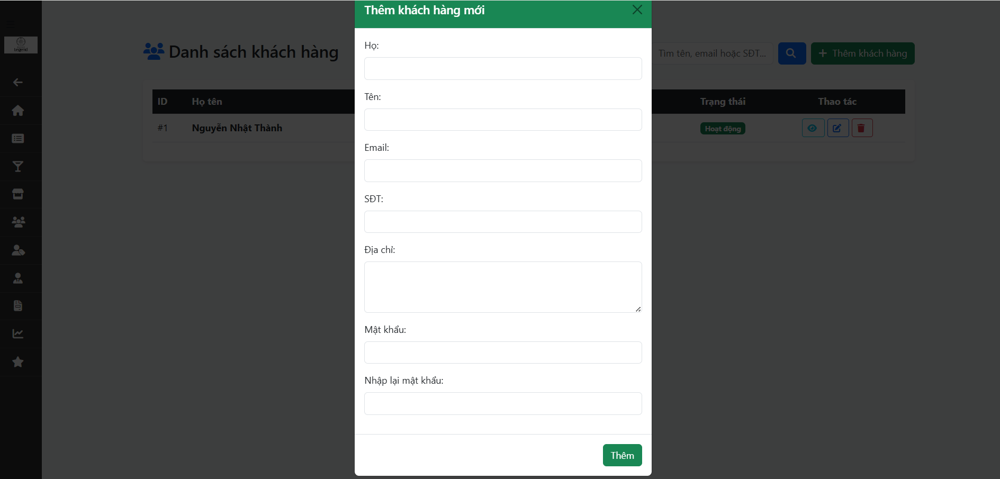 Thêm khách hàng mới
Legend
Danh sách khách hàng
Tìm tên, email hoặc SĐT...
Thêm khách hàng
ID Họ tên Trạng thái Thao tác
#1 Nguyễn Nhật Thành Hoạt động
Họ:
Tên:
Email:
SĐT:
Địa chỉ:
Mật khẩu:
Nhập lại mật khẩu:
Thêm